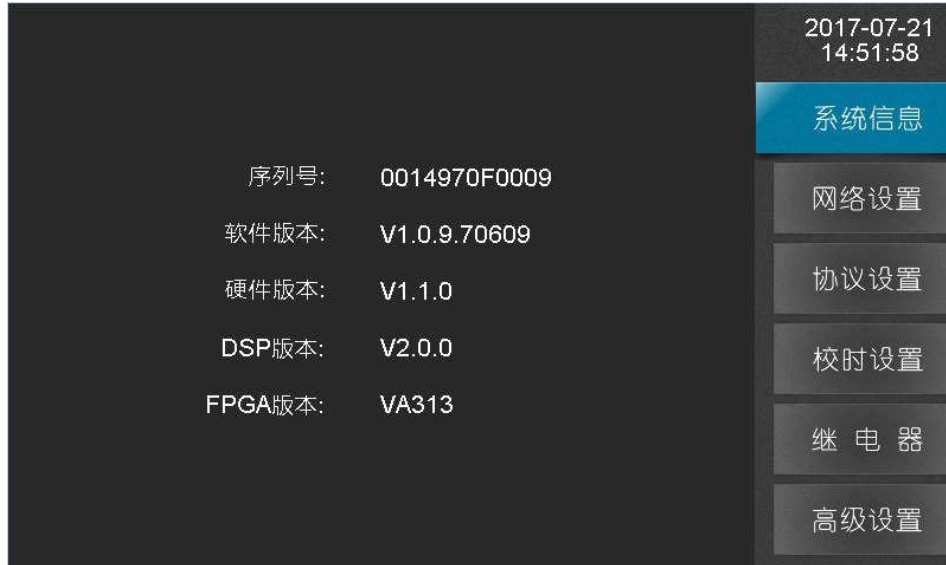 2017-07-21
14:51:58
系统信息
网络设置
协议设置
校时设置
继 电 器
高级设置
序列号: 0014970F0009
软件版本: V1.0.9.70609
硬件版本: V1.1.0
DSP版本: V2.0.0
FPGA版本: VA313